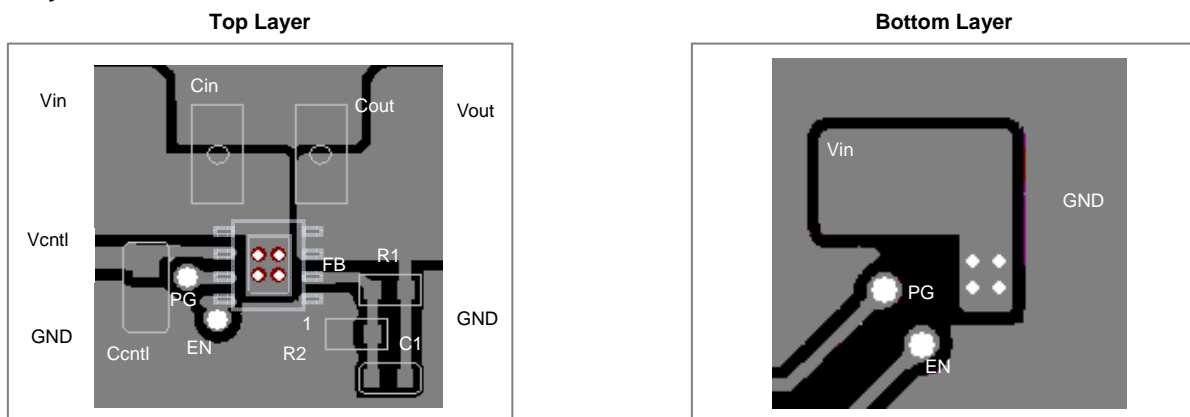 Top Layer
Bottom Layer
Cin
Vin
Cout
Vout
Vcntl
R1
FB
PG
1
GND
GND
EN
R2
C1
Ccntl
Vin
GND
PG
EN